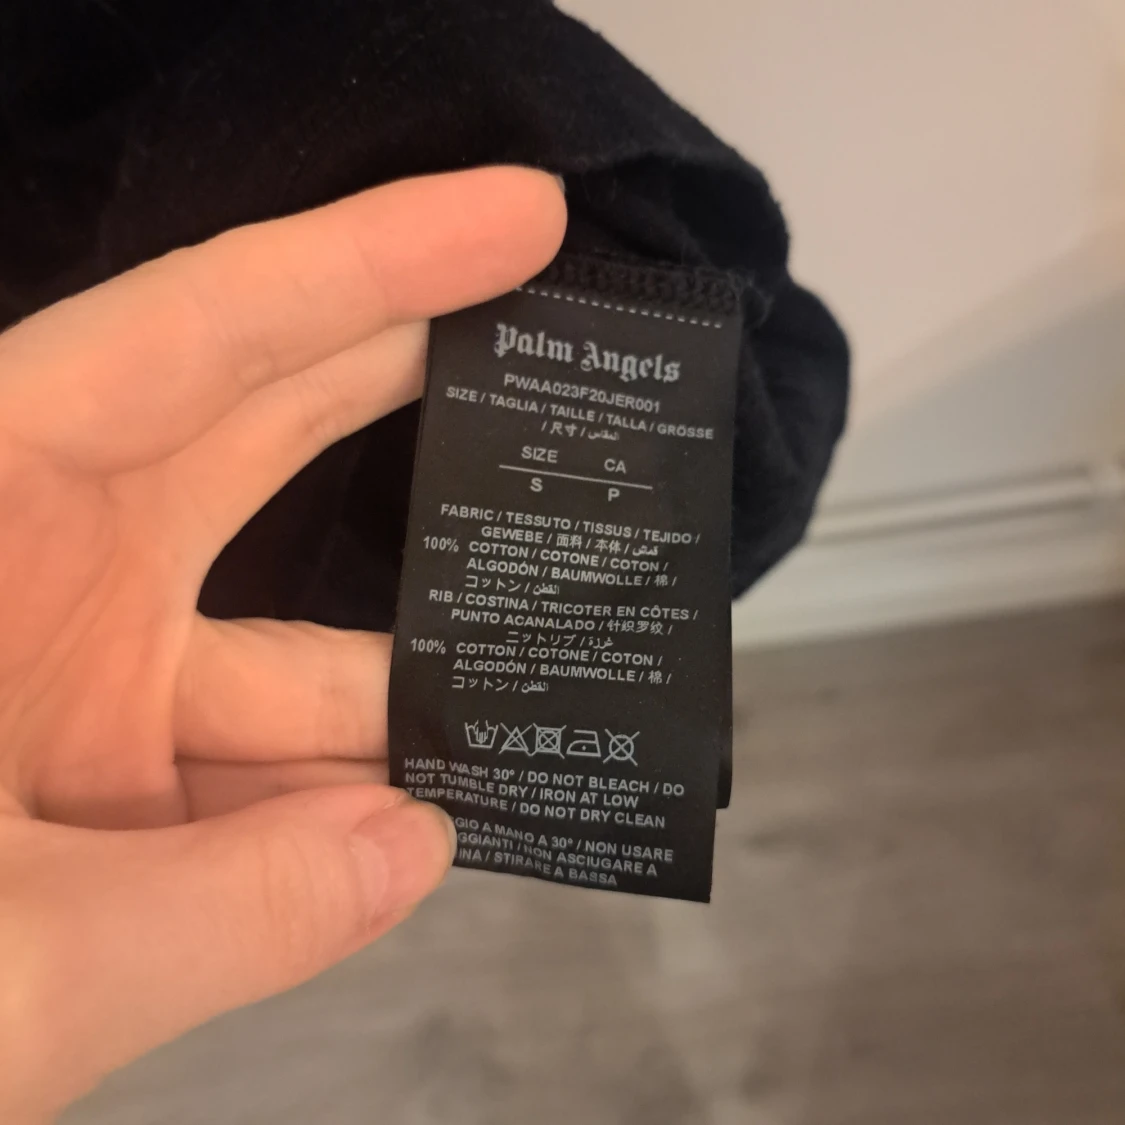 Palm Angels
PWAA023F20JER001
SIZE / TAGLIA / TAILLE / TALLA / GRÖSSE
/ 尺寸 / المقاس
SIZE CA
S P
FABRIC / TESSUTO / TISSUS / TEJIDO /
GEWEBE / 面料 / 本体 / قمش
100% COTTON / COTONE / COTON /
ALGODÓN / BAUMWOLLE / 棉 /
コットン / القطن
RIB / COSTINA / TRICOTER EN CÔTES /
PUNTO ACANALADO / 针织罗纹 /
ニットリブ / غرزة
100% COTTON / COTONE / COTON /
ALGODÓN / BAUMWOLLE / 棉 /
コットン / القطن
HAND WASH 30° / DO NOT BLEACH / DO
NOT TUMBLE DRY / IRON AT LOW
TEMPERATURE / DO NOT DRY CLEAN
A MANO A 30° / NON USARE
/ NON ASCIUGARE A
/ STIRARE A BASSA